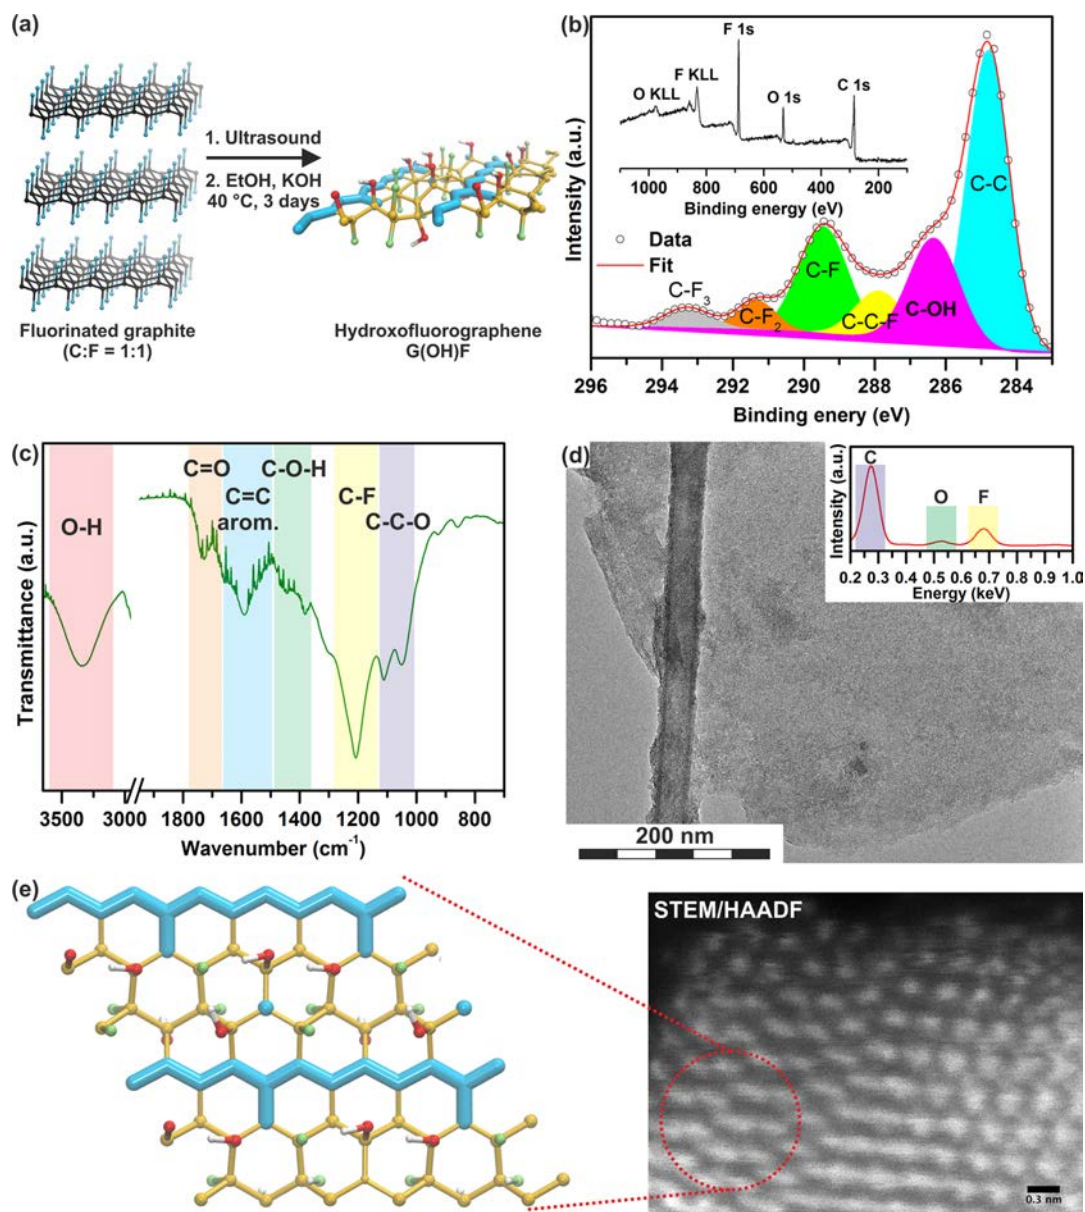 (a)
1. Ultrasound
2. EtOH, KOH
40 °C, 3 days
Fluorinated graphite
(C:F = 1:1)
Hydroxofluorographene
G(OH)F
(b)
Intensity (a.u.)
F 1s
F KLL
O KLL
O 1s
C 1s
1000 800 600 400 200
Binding energy (eV)
Data
Fit
C-C
C-F
C-F3
C-F2
C-C-F
C-OH
296 294 292 290 288 286 284
Binding enery (eV)
(c)
Transmittance (a.u.)
O-H
C=O
C=C
arom.
C-O-H
C-F
C-C-O
3500 3000 1800 1600 1400 1200 1000 800
Wavenumber (cm-1)
(d)
Intensity (a.u.)
C
O
F
0.2 0.3 0.4 0.5 0.6 0.7 0.8 0.9 1.0
Energy (keV)
200 nm
(e)
STEM/HAADF
0.3 nm